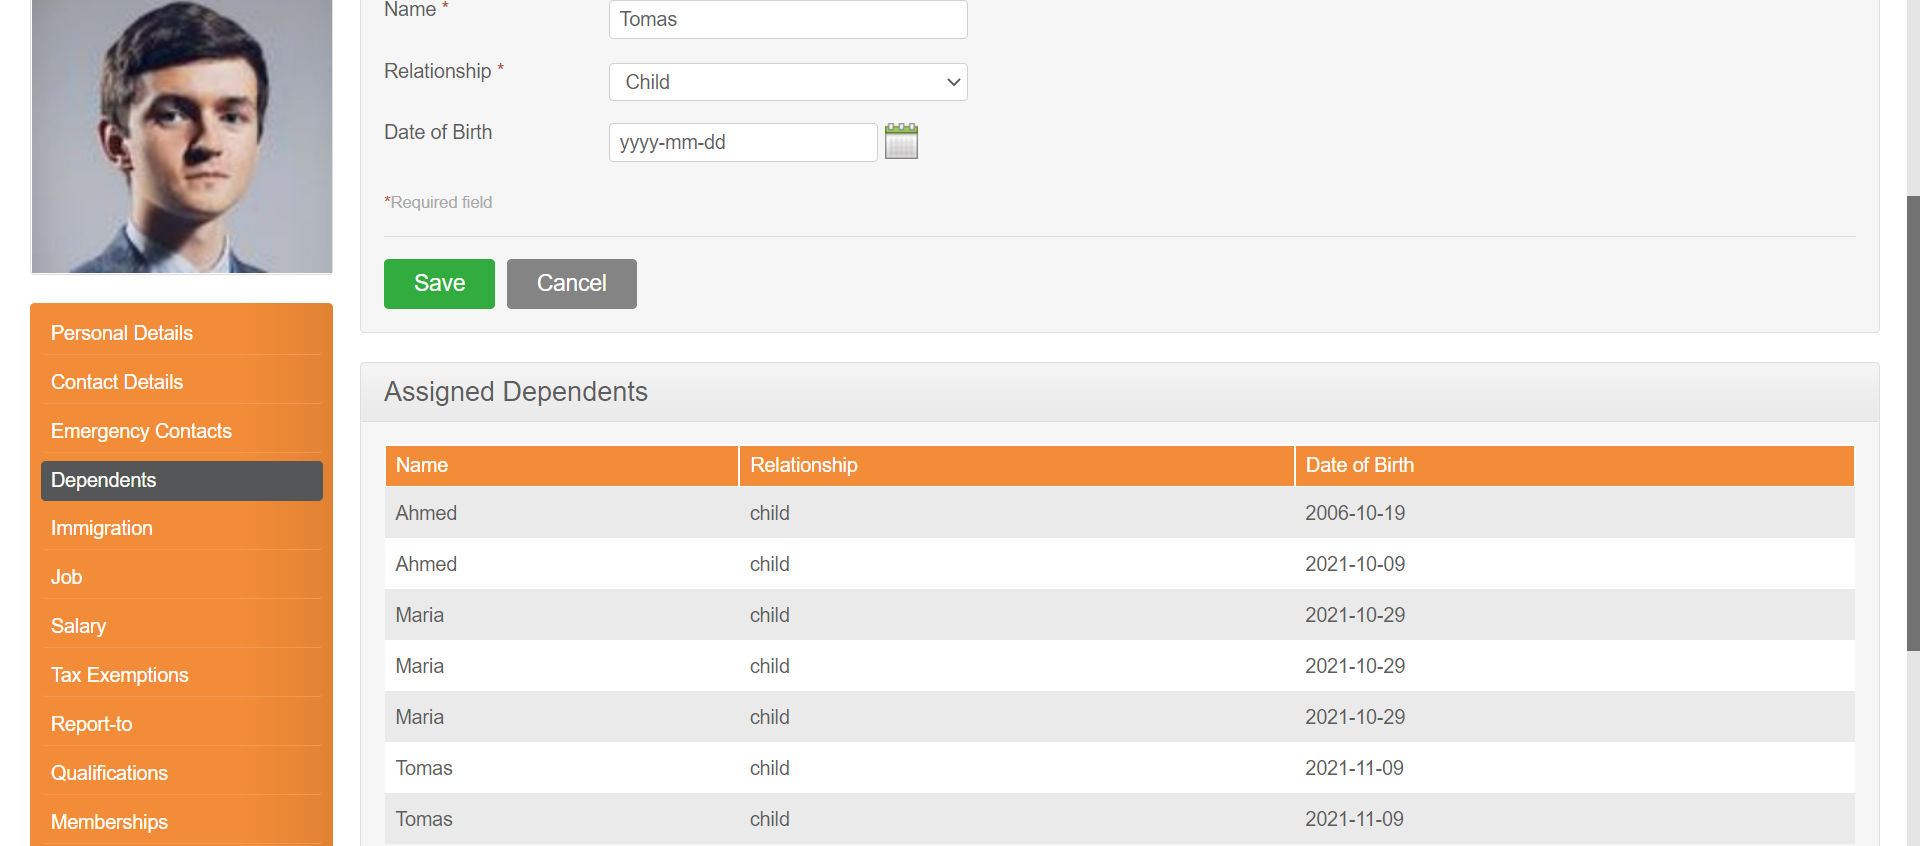 Name *
Tomas
Relationship *
Child
Date of Birth
yyyy-mm-dd
*Required field
Save Cancel
Personal Details
Contact Details
Emergency Contacts
Dependents
Immigration
Job
Salary
Tax Exemptions
Report-to
Qualifications
Memberships
Assigned Dependents
Name Relationship Date of Birth
Ahmed child 2006-10-19
Ahmed child 2021-10-09
Maria child 2021-10-29
Maria child 2021-10-29
Maria child 2021-10-29
Tomas child 2021-11-09
Tomas child 2021-11-09